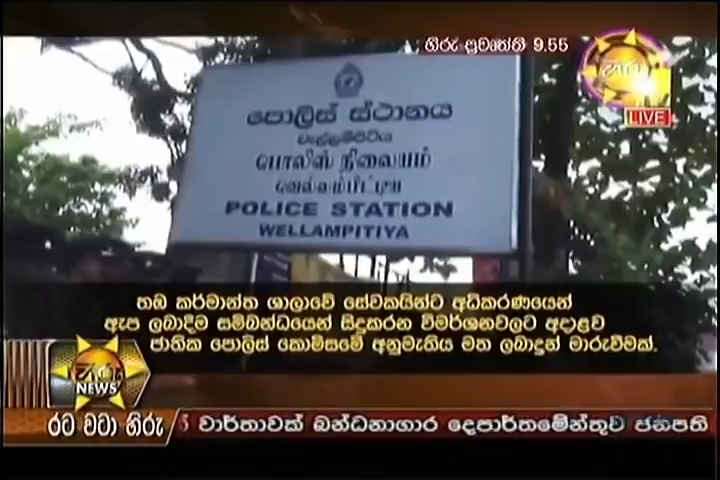 හිරු ප්‍රවෘත්ති 9.55
හිරු
LIVE
පොලිස් ස්ථානය
වැල්ලම්පිටිය
பொலிஸ் நிலையம்
வெல்லம்பிட்டிய
POLICE STATION
WELLAMPITIYA
තඹ කර්මාන්ත ශාලාවේ සේවකයින්ට අධිකරණයෙන්
ඇප ලබාදීම සම්බන්ධයෙන් සිදුකරන විමර්ශනවලට අදාළව
ජාතික පොලිස් කොමිසමේ අනුමැතිය මත ලබාදුන් මාරුවීමක්.
හිරු
NEWS
රට වටා හිරු
වාර්තාවක් බන්ධනාගාර දෙපාර්තමේන්තුව ජනපති